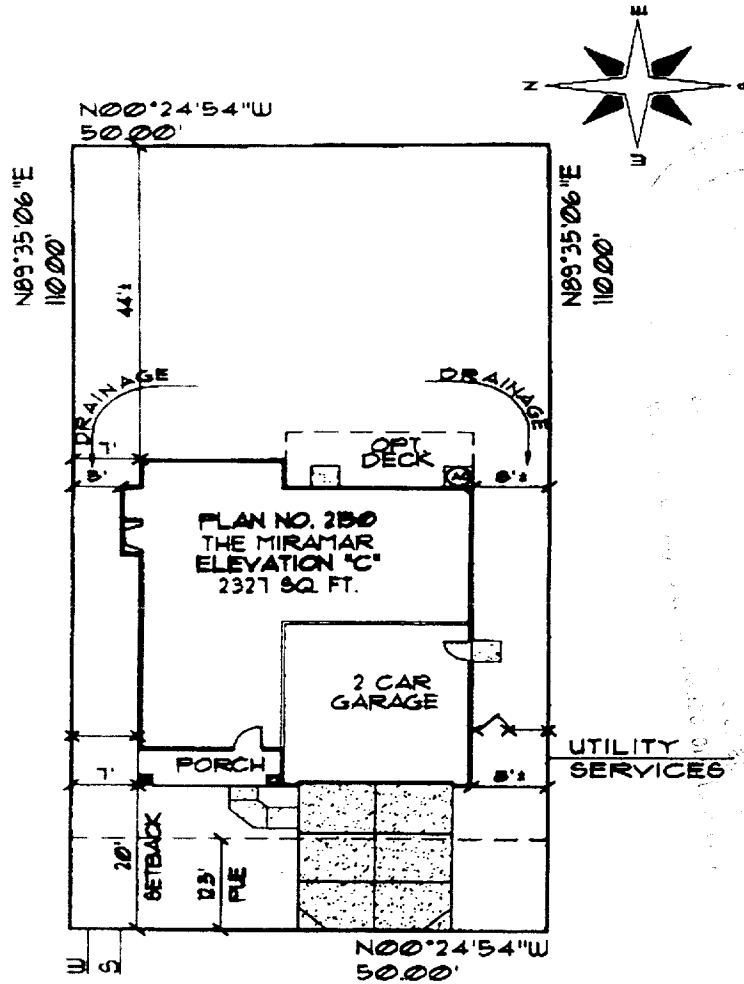 E
N
S
W
N00°24'54"W
50.00'
N89°35'06"E
110.00'
N89°35'06"E
110.00'
44'±
DRAINAGE
DRAINAGE
7'
5'
OPT.
DECK
AC
8'±
PLAN NO. 2150
THE MIRAMAR
ELEVATION "C"
2327 SQ. FT.
2 CAR
GARAGE
PORCH
UTILITY
SERVICES
7'
8'±
20'
SETBACK
12.5'
PUE
W
S
N00°24'54"W
50.00'